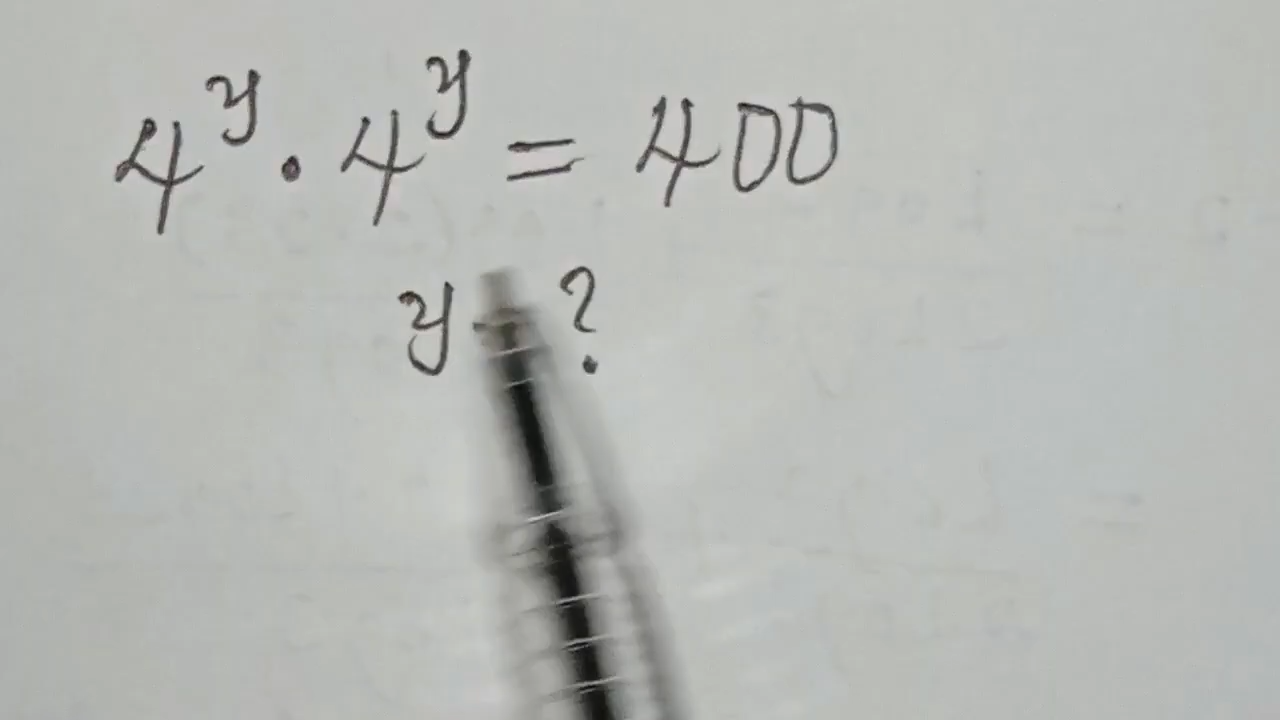 4^y · 4^y = 400
y = ?